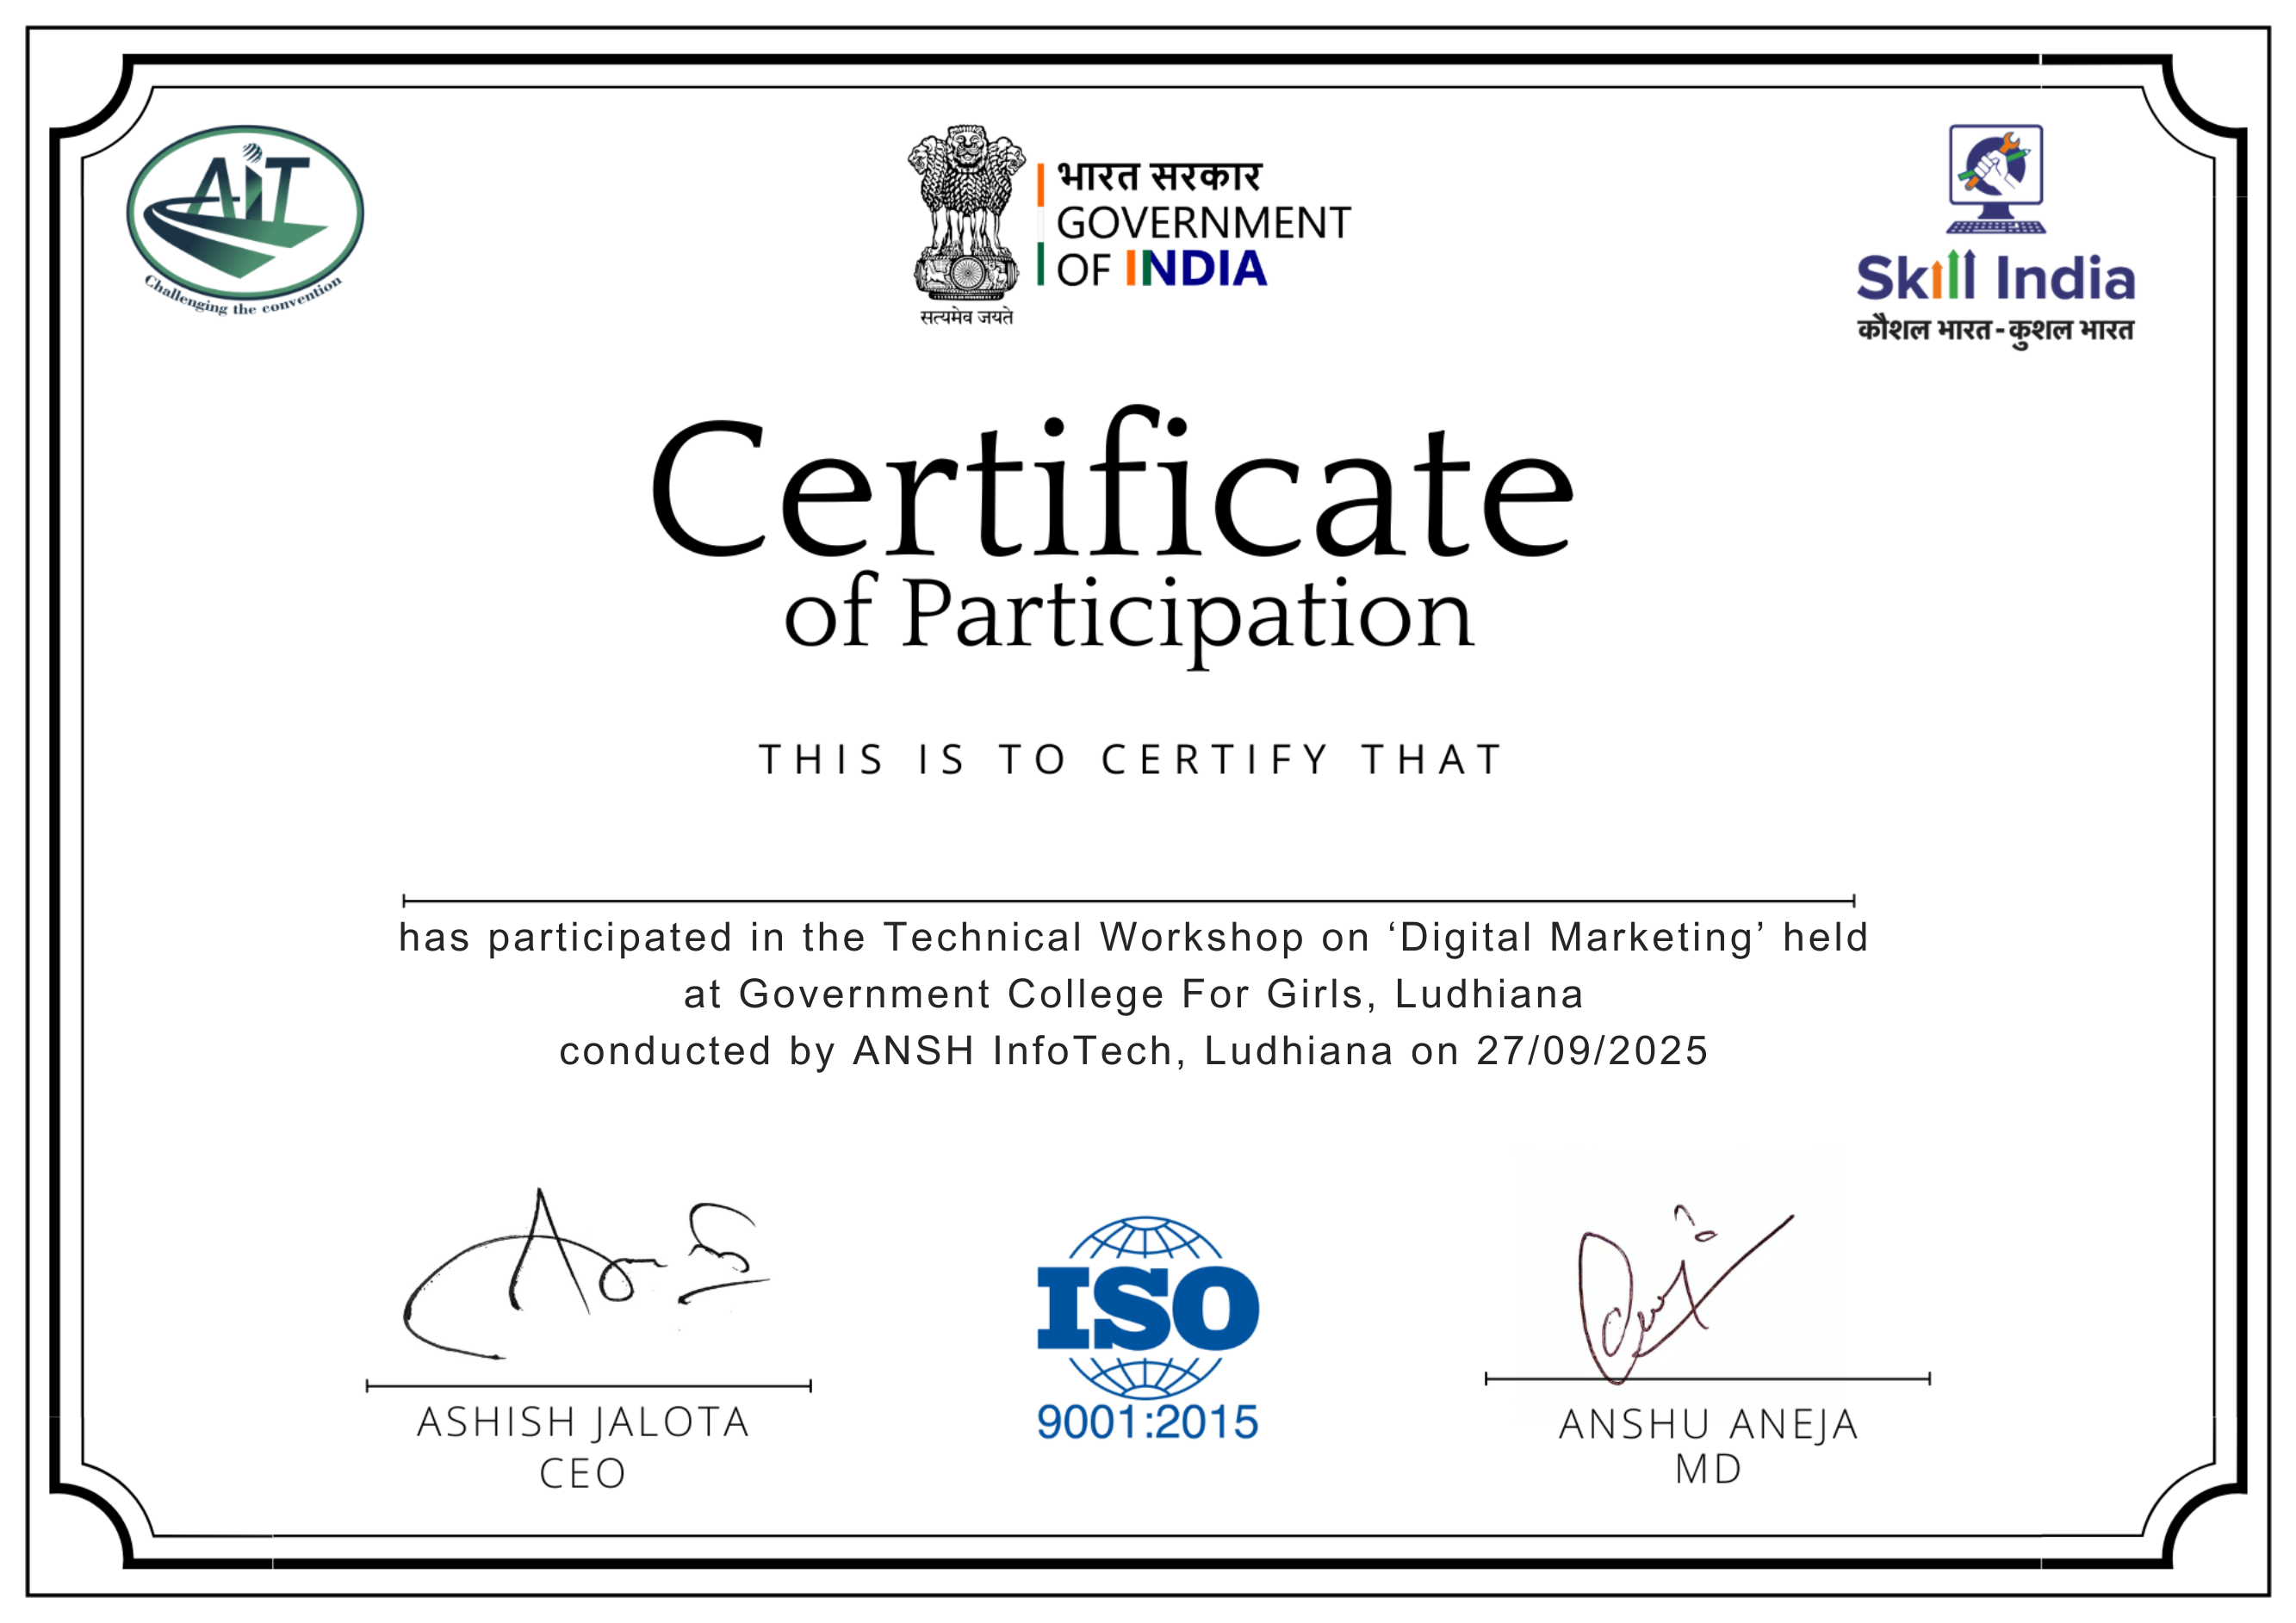 AiT
Challenging the convention
भारत सरकार
GOVERNMENT
OF INDIA
सत्यमेव जयते
Skill India
कौशल भारत - कुशल भारत
Certificate
of Participation
THIS IS TO CERTIFY THAT
has participated in the Technical Workshop on ‘Digital Marketing’ held
at Government College For Girls, Ludhiana
conducted by ANSH InfoTech, Ludhiana on 27/09/2025
ISO
9001:2015
ASHISH JALOTA
CEO
ANSHU ANEJA
MD